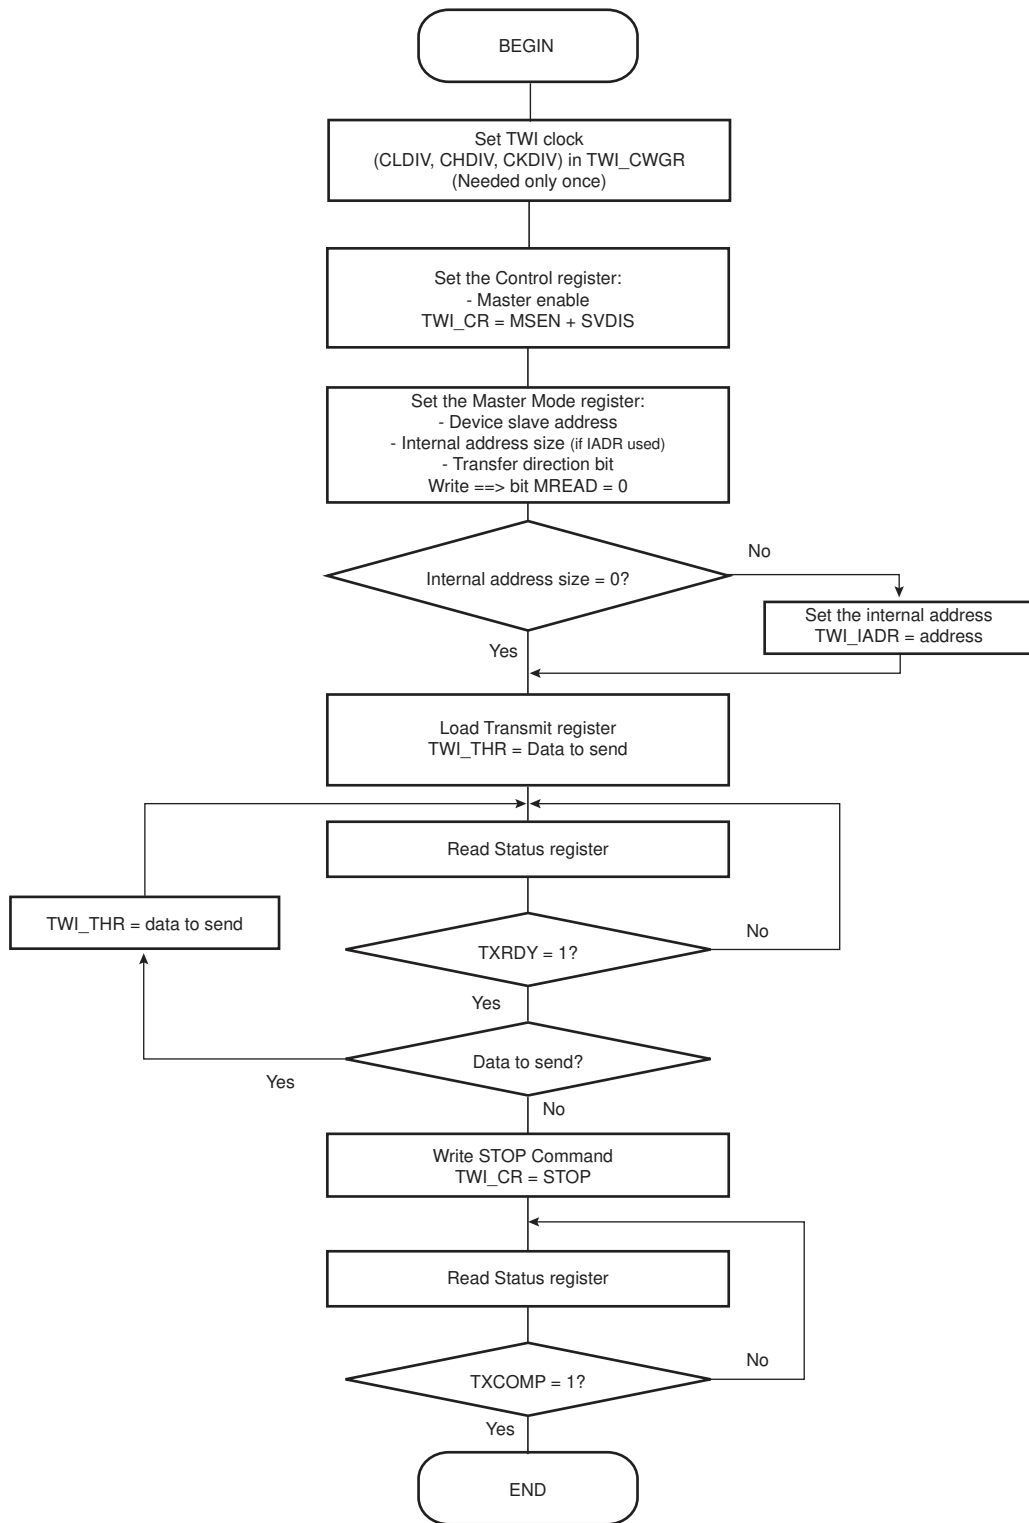 BEGIN
Set TWI clock
(CLDIV, CHDIV, CKDIV) in TWI_CWGR
(Needed only once)
Set the Control register:
- Master enable
TWI_CR = MSEN + SVDIS
Set the Master Mode register:
- Device slave address
- Internal address size (if IADR used)
- Transfer direction bit
Write ==> bit MREAD = 0
No
Internal address size = 0?
Set the internal address
TWI_IADR = address
Yes
Load Transmit register
TWI_THR = Data to send
Read Status register
TWI_THR = data to send
No
TXRDY = 1?
Yes
Data to send?
Yes
No
Write STOP Command
TWI_CR = STOP
Read Status register
No
TXCOMP = 1?
Yes
END